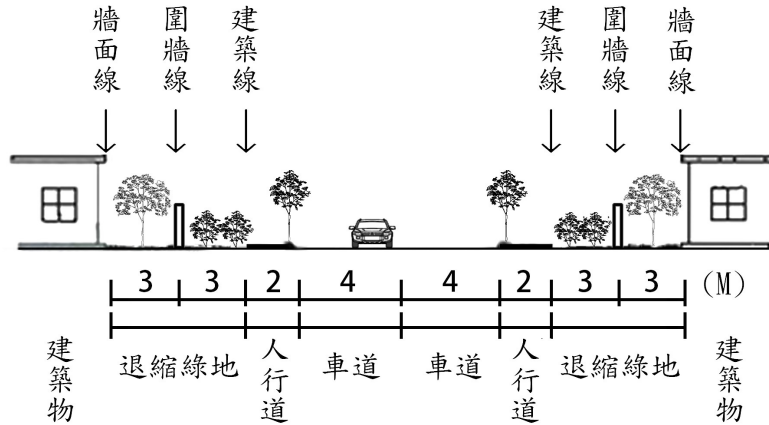 牆面線
圍牆線
建築線
建築線
圍牆線
牆面線
3 3 2 4 4 2 3 3 (M)
建築物
退縮綠地
人行道
車道
車道
人行道
退縮綠地
建築物